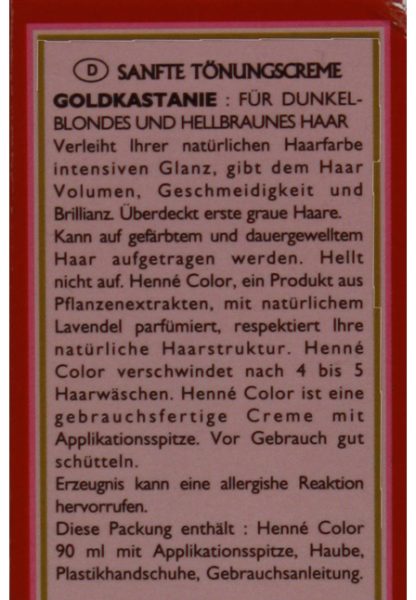 D SANFTE TÖNUNGSCREME
GOLDKASTANIE : FÜR DUNKEL-
BLONDES UND HELLBRAUNES HAAR
Verleiht Ihrer natürlichen Haarfarbe
intensiven Glanz, gibt dem Haar
Volumen, Geschmeidigkeit und
Brillianz. Überdeckt erste graue Haare.
Kann auf gefärbtem und dauergewelltem
Haar aufgetragen werden. Hellt
nicht auf. Henné Color, ein Produkt aus
Pflanzenextrakten, mit natürlichem
Lavendel parfümiert, respektiert Ihre
natürliche Haarstruktur. Henné
Color verschwindet nach 4 bis 5
Haarwäschen. Henné Color ist eine
gebrauchsfertige Creme mit
Applikationsspitze. Vor Gebrauch gut
schütteln.
Erzeugnis kann eine allergishe Reaktion
hervorrufen.
Diese Packung enthält : Henné Color
90 ml mit Applikationsspitze, Haube,
Plastikhandschuhe, Gebrauchsanleitung.